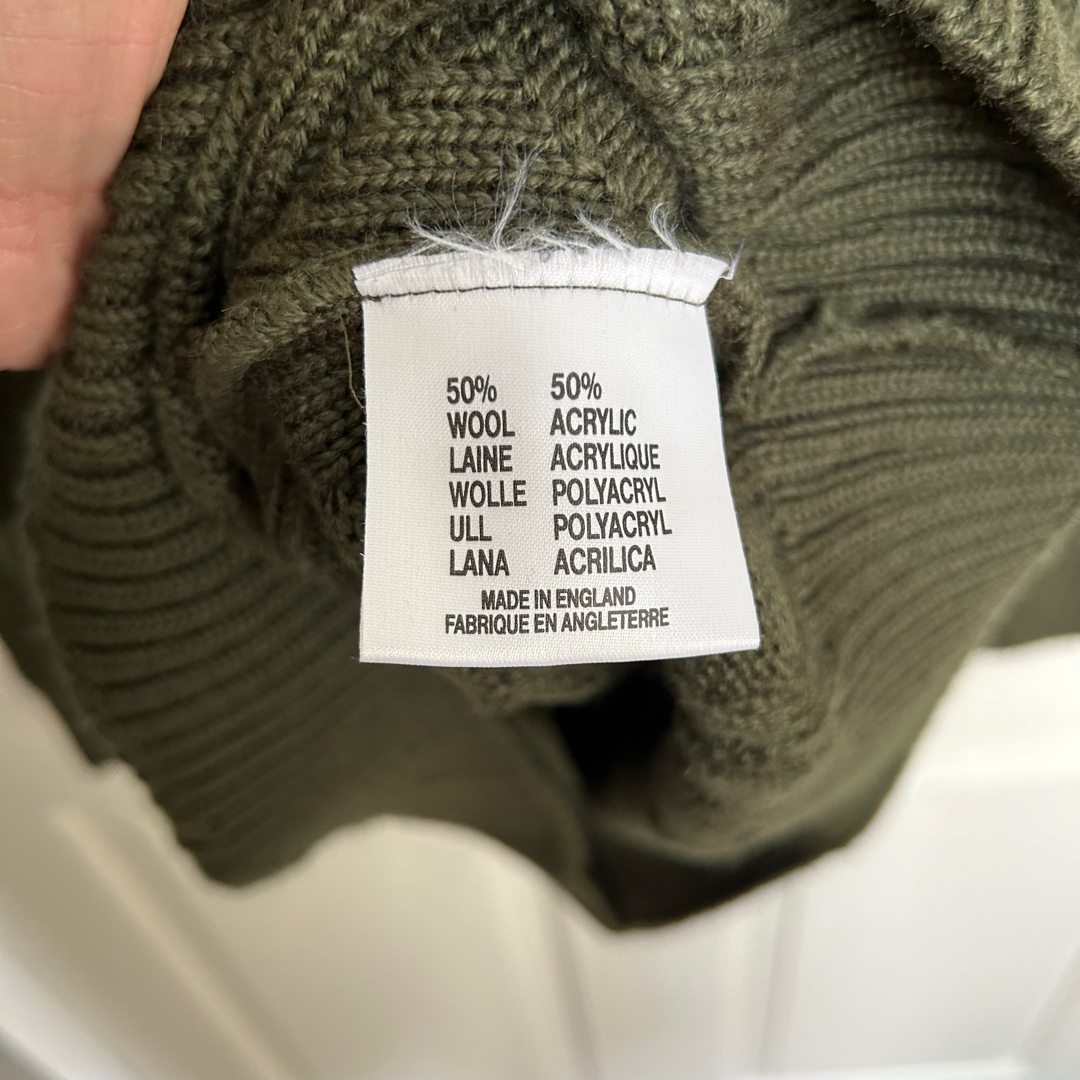 50% 50%
WOOL ACRYLIC
LAINE ACRYLIQUE
WOLLE POLYACRYL
ULL POLYACRYL
LANA ACRILICA
MADE IN ENGLAND
FABRIQUE EN ANGLETERRE